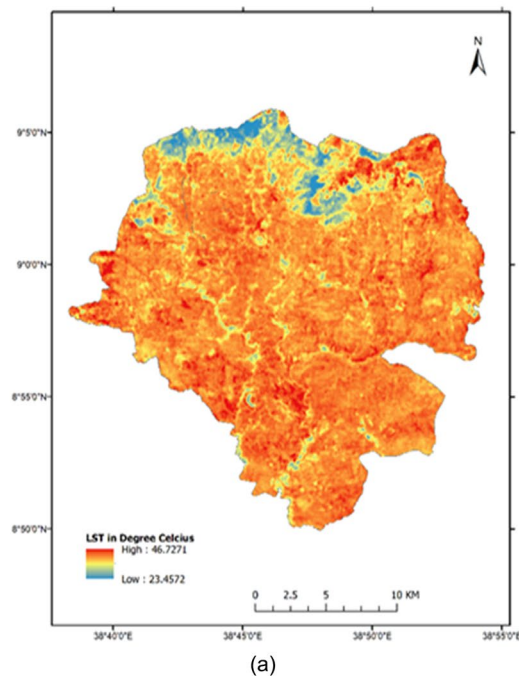 N
9°5'0"N
9°0'0"N
8°55'0"N
8°50'0"N
LST in Degree Celcius
High : 46.7271
Low : 23.4572
0 2.5 5 10 KM
38°40'0"E 38°45'0"E 38°50'0"E 38°55'0"E
(a)